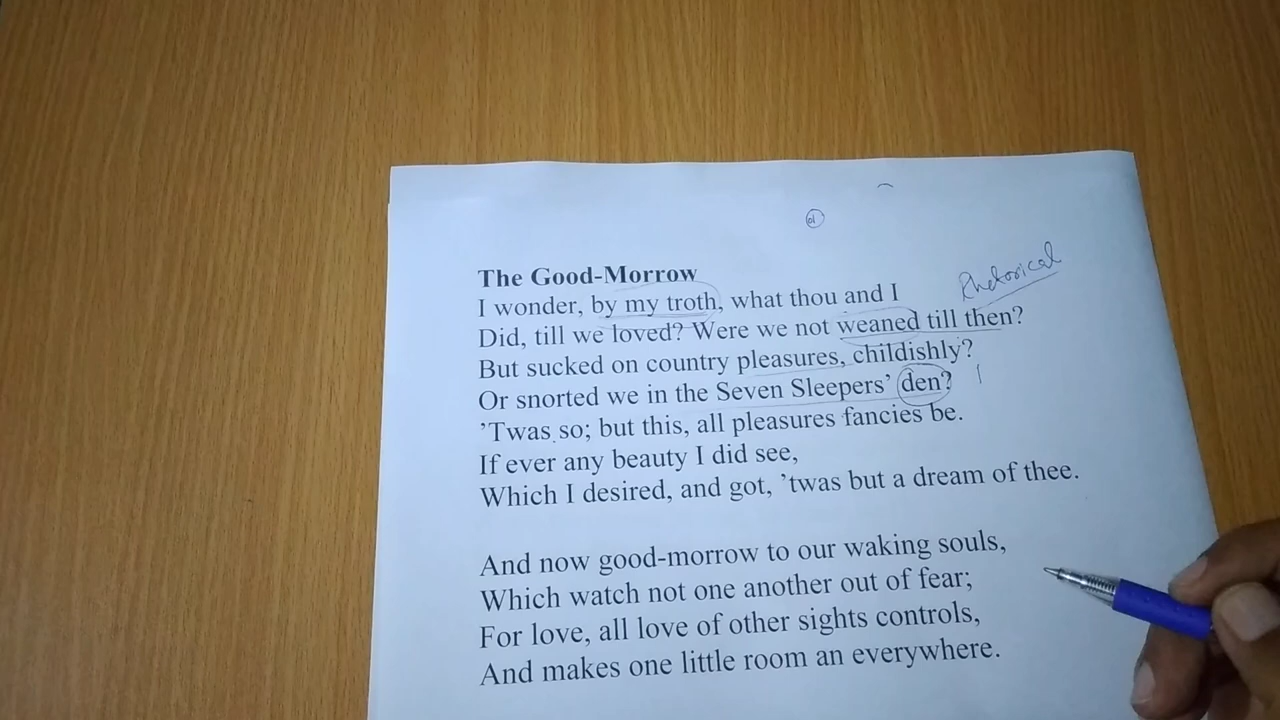 Rhetorical
The Good-Morrow
I wonder, by my troth, what thou and I
Did, till we loved? Were we not weaned till then?
But sucked on country pleasures, childishly?
Or snorted we in the Seven Sleepers’ den?
’Twas so; but this, all pleasures fancies be.
If ever any beauty I did see,
Which I desired, and got, ’twas but a dream of thee.

And now good-morrow to our waking souls,
Which watch not one another out of fear;
For love, all love of other sights controls,
And makes one little room an everywhere.